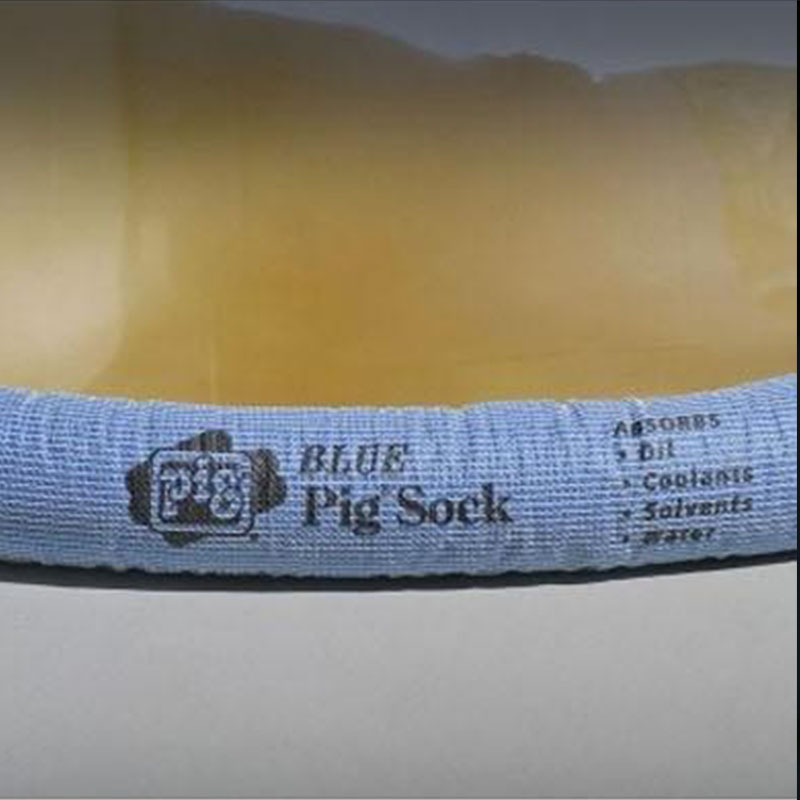 pig
BLUE
Pig Sock
ABSORBS
• Oil
• Coolants
• Solvents
• Water